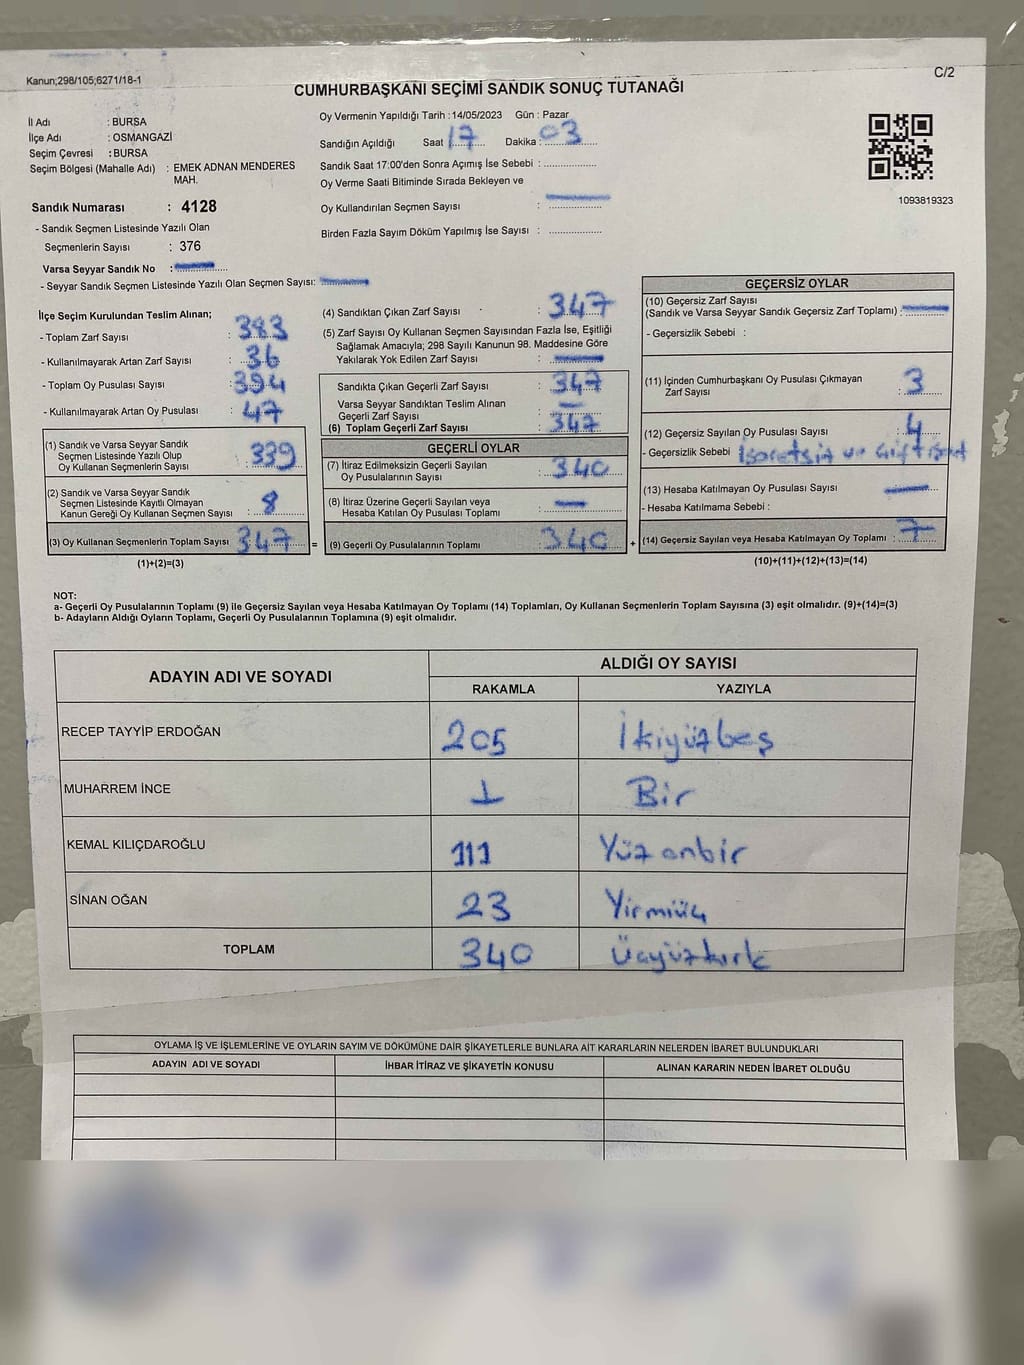 Kanun;298/105;6271/18-1
C/2
CUMHURBAŞKANI SEÇİMİ SANDIK SONUÇ TUTANAĞI
İl Adı : BURSA
İlçe Adı : OSMANGAZİ
Seçim Çevresi : BURSA
Seçim Bölgesi (Mahalle Adı) : EMEK ADNAN MENDERES
MAH.
Sandık Numarası : 4128
- Sandık Seçmen Listesinde Yazılı Olan
Seçmenlerin Sayısı : 376
Varsa Seyyar Sandık No :
- Seyyar Sandık Seçmen Listesinde Yazılı Olan Seçmen Sayısı:
Oy Vermenin Yapıldığı Tarih : 14/05/2023 Gün : Pazar
Sandığın Açıldığı Saat : 17 Dakika : 03
Sandık Saat 17:00'den Sonra Açımış İse Sebebi :
Oy Verme Saati Bitiminde Sırada Bekleyen ve
Oy Kullandırılan Seçmen Sayısı :
Birden Fazla Sayım Döküm Yapılmış İse Sayısı :
1093819323
İlçe Seçim Kurulundan Teslim Alınan;
- Toplam Zarf Sayısı : 383
- Kullanılmayarak Artan Zarf Sayısı : 36
- Toplam Oy Pusulası Sayısı : 394
- Kullanılmayarak Artan Oy Pusulası : 47
(1) Sandık ve Varsa Seyyar Sandık
Seçmen Listesinde Yazılı Olup
Oy Kullanan Seçmenlerin Sayısı : 339
(2) Sandık ve Varsa Seyyar Sandık
Seçmen Listesinde Kayıtlı Olmayan
Kanun Gereği Oy Kullanan Seçmen Sayısı : 8
(3) Oy Kullanan Seçmenlerin Toplam Sayısı : 347
(1)+(2)=(3)
(4) Sandıktan Çıkan Zarf Sayısı : 347
(5) Zarf Sayısı Oy Kullanan Seçmen Sayısından Fazla İse, Eşitliği
Sağlamak Amacıyla; 298 Sayılı Kanunun 98. Maddesine Göre
Yakılarak Yok Edilen Zarf Sayısı :
Sandıkta Çıkan Geçerli Zarf Sayısı : 347
Varsa Seyyar Sandıktan Teslim Alınan
Geçerli Zarf Sayısı :
(6) Toplam Geçerli Zarf Sayısı : 347
GEÇERLİ OYLAR
(7) İtiraz Edilmeksizin Geçerli Sayılan
Oy Pusulalarının Sayısı : 340
(8) İtiraz Üzerine Geçerli Sayılan veya
Hesaba Katılan Oy Pusulası Toplamı :
= (9) Geçerli Oy Pusulalarının Toplamı : 340
GEÇERSİZ OYLAR
(10) Geçersiz Zarf Sayısı
(Sandık ve Varsa Seyyar Sandık Geçersiz Zarf Toplamı) :
- Geçersizlik Sebebi :
(11) İçinden Cumhurbaşkanı Oy Pusulası Çıkmayan
Zarf Sayısı : 3
(12) Geçersiz Sayılan Oy Pusulası Sayısı : 4
- Geçersizlik Sebebi : İşaretsiz ve çift işaret
(13) Hesaba Katılmayan Oy Pusulası Sayısı :
- Hesaba Katılmama Sebebi :
+ (14) Geçersiz Sayılan veya Hesaba Katılmayan Oy Toplamı : 7
(10)+(11)+(12)+(13)=(14)
NOT:
a- Geçerli Oy Pusulalarının Toplamı (9) ile Geçersiz Sayılan veya Hesaba Katılmayan Oy Toplamı (14) Toplamları, Oy Kullanan Seçmenlerin Toplam Sayısına (3) eşit olmalıdır. (9)+(14)=(3)
b- Adayların Aldığı Oyların Toplamı, Geçerli Oy Pusulalarının Toplamına (9) eşit olmalıdır.
ADAYIN ADI VE SOYADI ALDIĞI OY SAYISI
RAKAMLA YAZIYLA
RECEP TAYYİP ERDOĞAN 205 İkiyüzbeş
MUHARREM İNCE 1 Bir
KEMAL KILIÇDAROĞLU 111 Yüzonbir
SİNAN OĞAN 23 Yirmiüç
TOPLAM 340 Üçyüzkırk
OYLAMA İŞ VE İŞLEMLERİNE VE OYLARIN SAYIM VE DÖKÜMÜNE DAİR ŞİKAYETLERLE BUNLARA AİT KARARLARIN NELERDEN İBARET BULUNDUKLARI
ADAYIN ADI VE SOYADI İHBAR İTİRAZ VE ŞİKAYETİN KONUSU ALINAN KARARIN NEDEN İBARET OLDUĞU